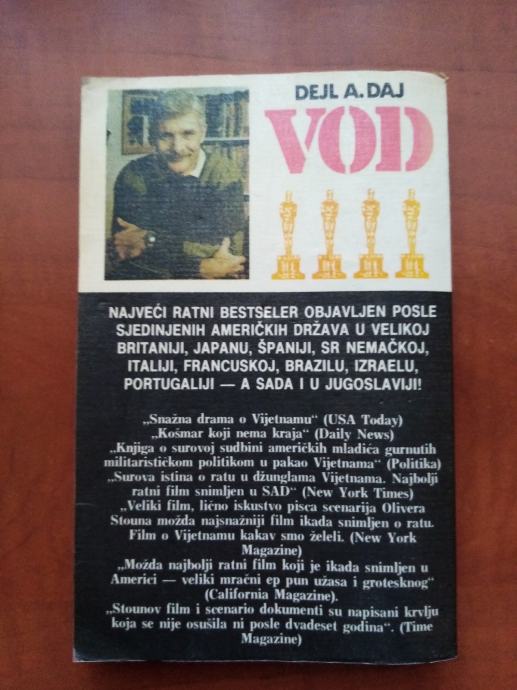 DEJL A. DAJ
VOD
NAJVEĆI RATNI BESTSELER OBJAVLJEN POSLE
SJEDINJENIH AMERIČKIH DRŽAVA U VELIKOJ
BRITANIJI, JAPANU, ŠPANIJI, SR NEMAČKOJ,
ITALIJI, FRANCUSKOJ, BRAZILU, IZRAELU,
PORTUGALIJI — A SADA I U JUGOSLAVIJI!
„Snažna drama o Vijetnamu“ (USA Today)
„Košmar koji nema kraja“ (Daily News)
„Knjiga o surovoj sudbini američkih mladića gurnutih
militarističkom politikom u pakao Vijetnama“ (Politika)
„Surova istina o ratu u džunglama Vijetnama. Najbolji
ratni film snimljen u SAD“ (New York Times)
„Veliki film, lično iskustvo pisca scenarija Olivera
Stouna možda najsnažniji film ikada snimljen o ratu.
Film o Vijetnamu kakav smo želeli. (New York
Magazine)
„Možda najbolji ratni film koji je ikada snimljen u
Americi — veliki mračni ep pun užasa i grotesknog“
(California Magazine).
„Stounov film i scenario dokumenti su napisani krvlju
koja se nije osušila ni posle dvadeset godina“. (Time
Magazine)